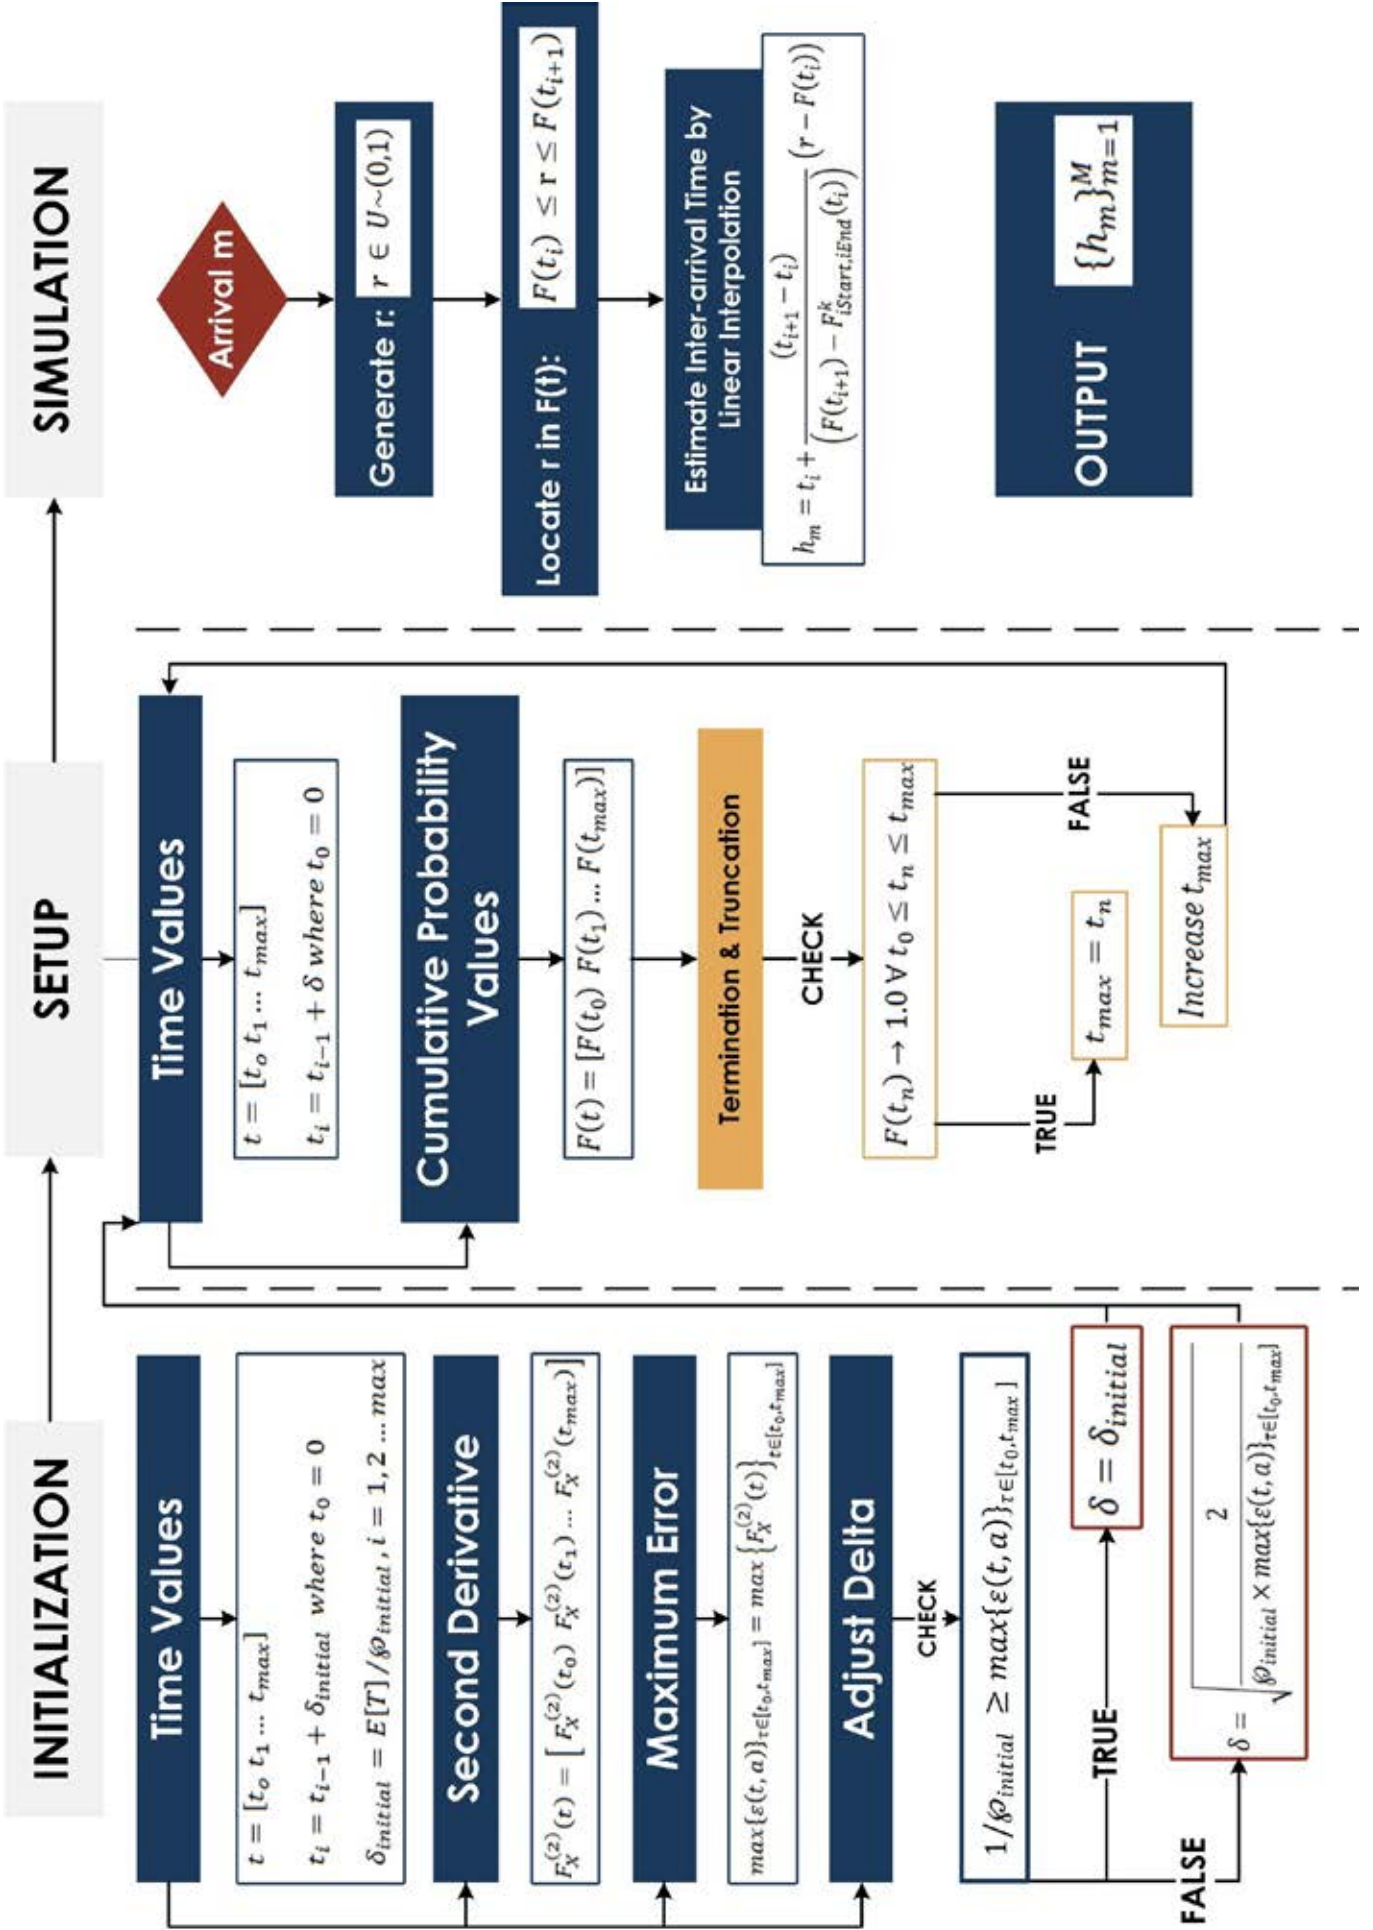 INITIALIZATION
Time Values
t = [t_o t_1 … t_max]
t_i = t_{i−1} + δ_initial where t_0 = 0
δ_initial = E[T]/℘_initial, i = 1,2 … max
Second Derivative
F_X^(2)(t) = [F_X^(2)(t_0) F_X^(2)(t_1) … F_X^(2)(t_max)]
Maximum Error
max{ε(t,a)}_{τ∈[t_0,t_max]} = max{F_X^(2)(t)}_{t∈[t_0,t_max]}
Adjust Delta
CHECK
1/℘_initial ≥ max{ε(t,a)}_{τ∈[t_0,t_max]}
TRUE
δ = δ_initial
FALSE
δ = √(2 / (℘_initial × max{ε(t,a)}_{τ∈[t_0,t_max]}))
SETUP
Time Values
t = [t_o t_1 … t_max]
t_i = t_{i−1} + δ where t_0 = 0
Cumulative Probability
Values
F(t) = [F(t_0) F(t_1) … F(t_max)]
Termination & Truncation
CHECK
F(t_n) → 1.0 ∀ t_0 ≤ t_n ≤ t_max
TRUE
t_max = t_n
FALSE
Increase t_max
SIMULATION
Arrival m
Generate r: r ∈ U~(0,1)
Locate r in F(t): F(t_i) ≤ r ≤ F(t_{i+1})
Estimate Inter-arrival Time by
Linear Interpolation
h_m = t_i + (t_{i+1} − t_i) / (F(t_{i+1}) − F^k_{iStart,iEnd}(t_i)) (r − F(t_i))
OUTPUT {h_m}^M_{m=1}